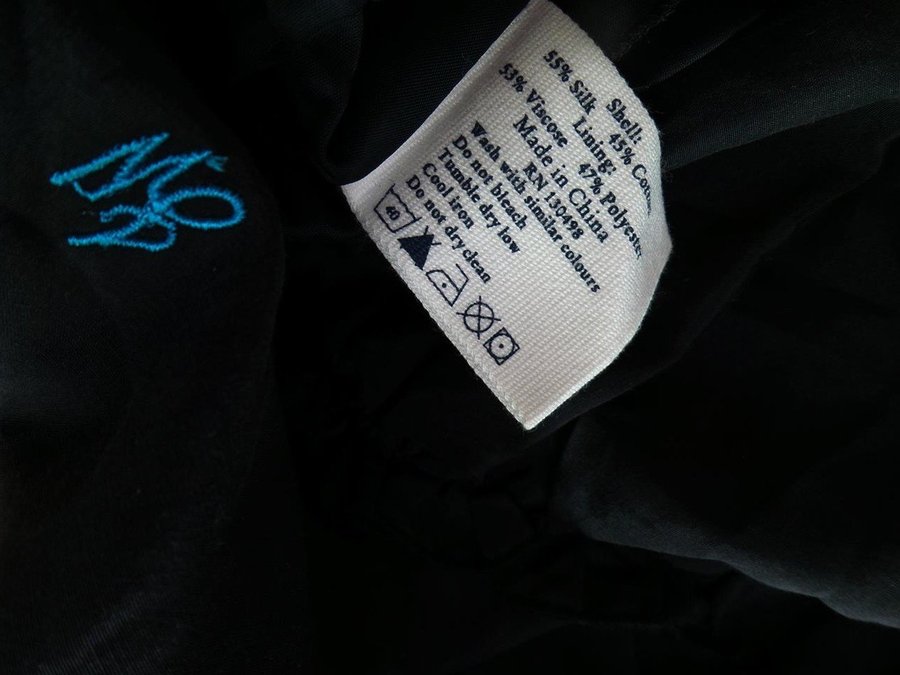 Shell:
55% Silk 45% Cotton
Lining:
53% Viscose 47% Polyester
Made in China
RN 130498
Wash with similar colours
Do not bleach
Tumble dry low
Cool iron
Do not dry clean
40